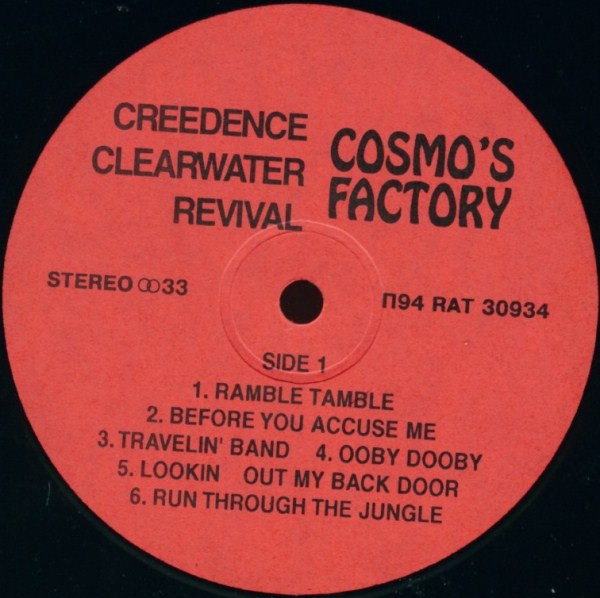 CREEDENCE
CLEARWATER
REVIVAL
COSMO'S
FACTORY
STEREO ↀ 33
П94 RAT 30934
SIDE 1
1. RAMBLE TAMBLE
2. BEFORE YOU ACCUSE ME
3. TRAVELIN' BAND 4. OOBY DOOBY
5. LOOKIN OUT MY BACK DOOR
6. RUN THROUGH THE JUNGLE